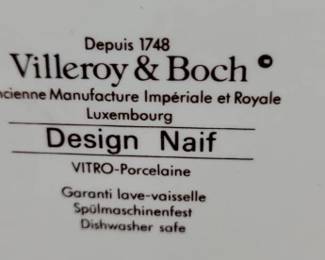 Depuis 1748
Villeroy & Boch ©
ncienne Manufacture Impériale et Royale
Luxembourg
Design Naif
VITRO-Porcelaine
Garanti lave-vaisselle
Spülmaschinenfest
Dishwasher safe